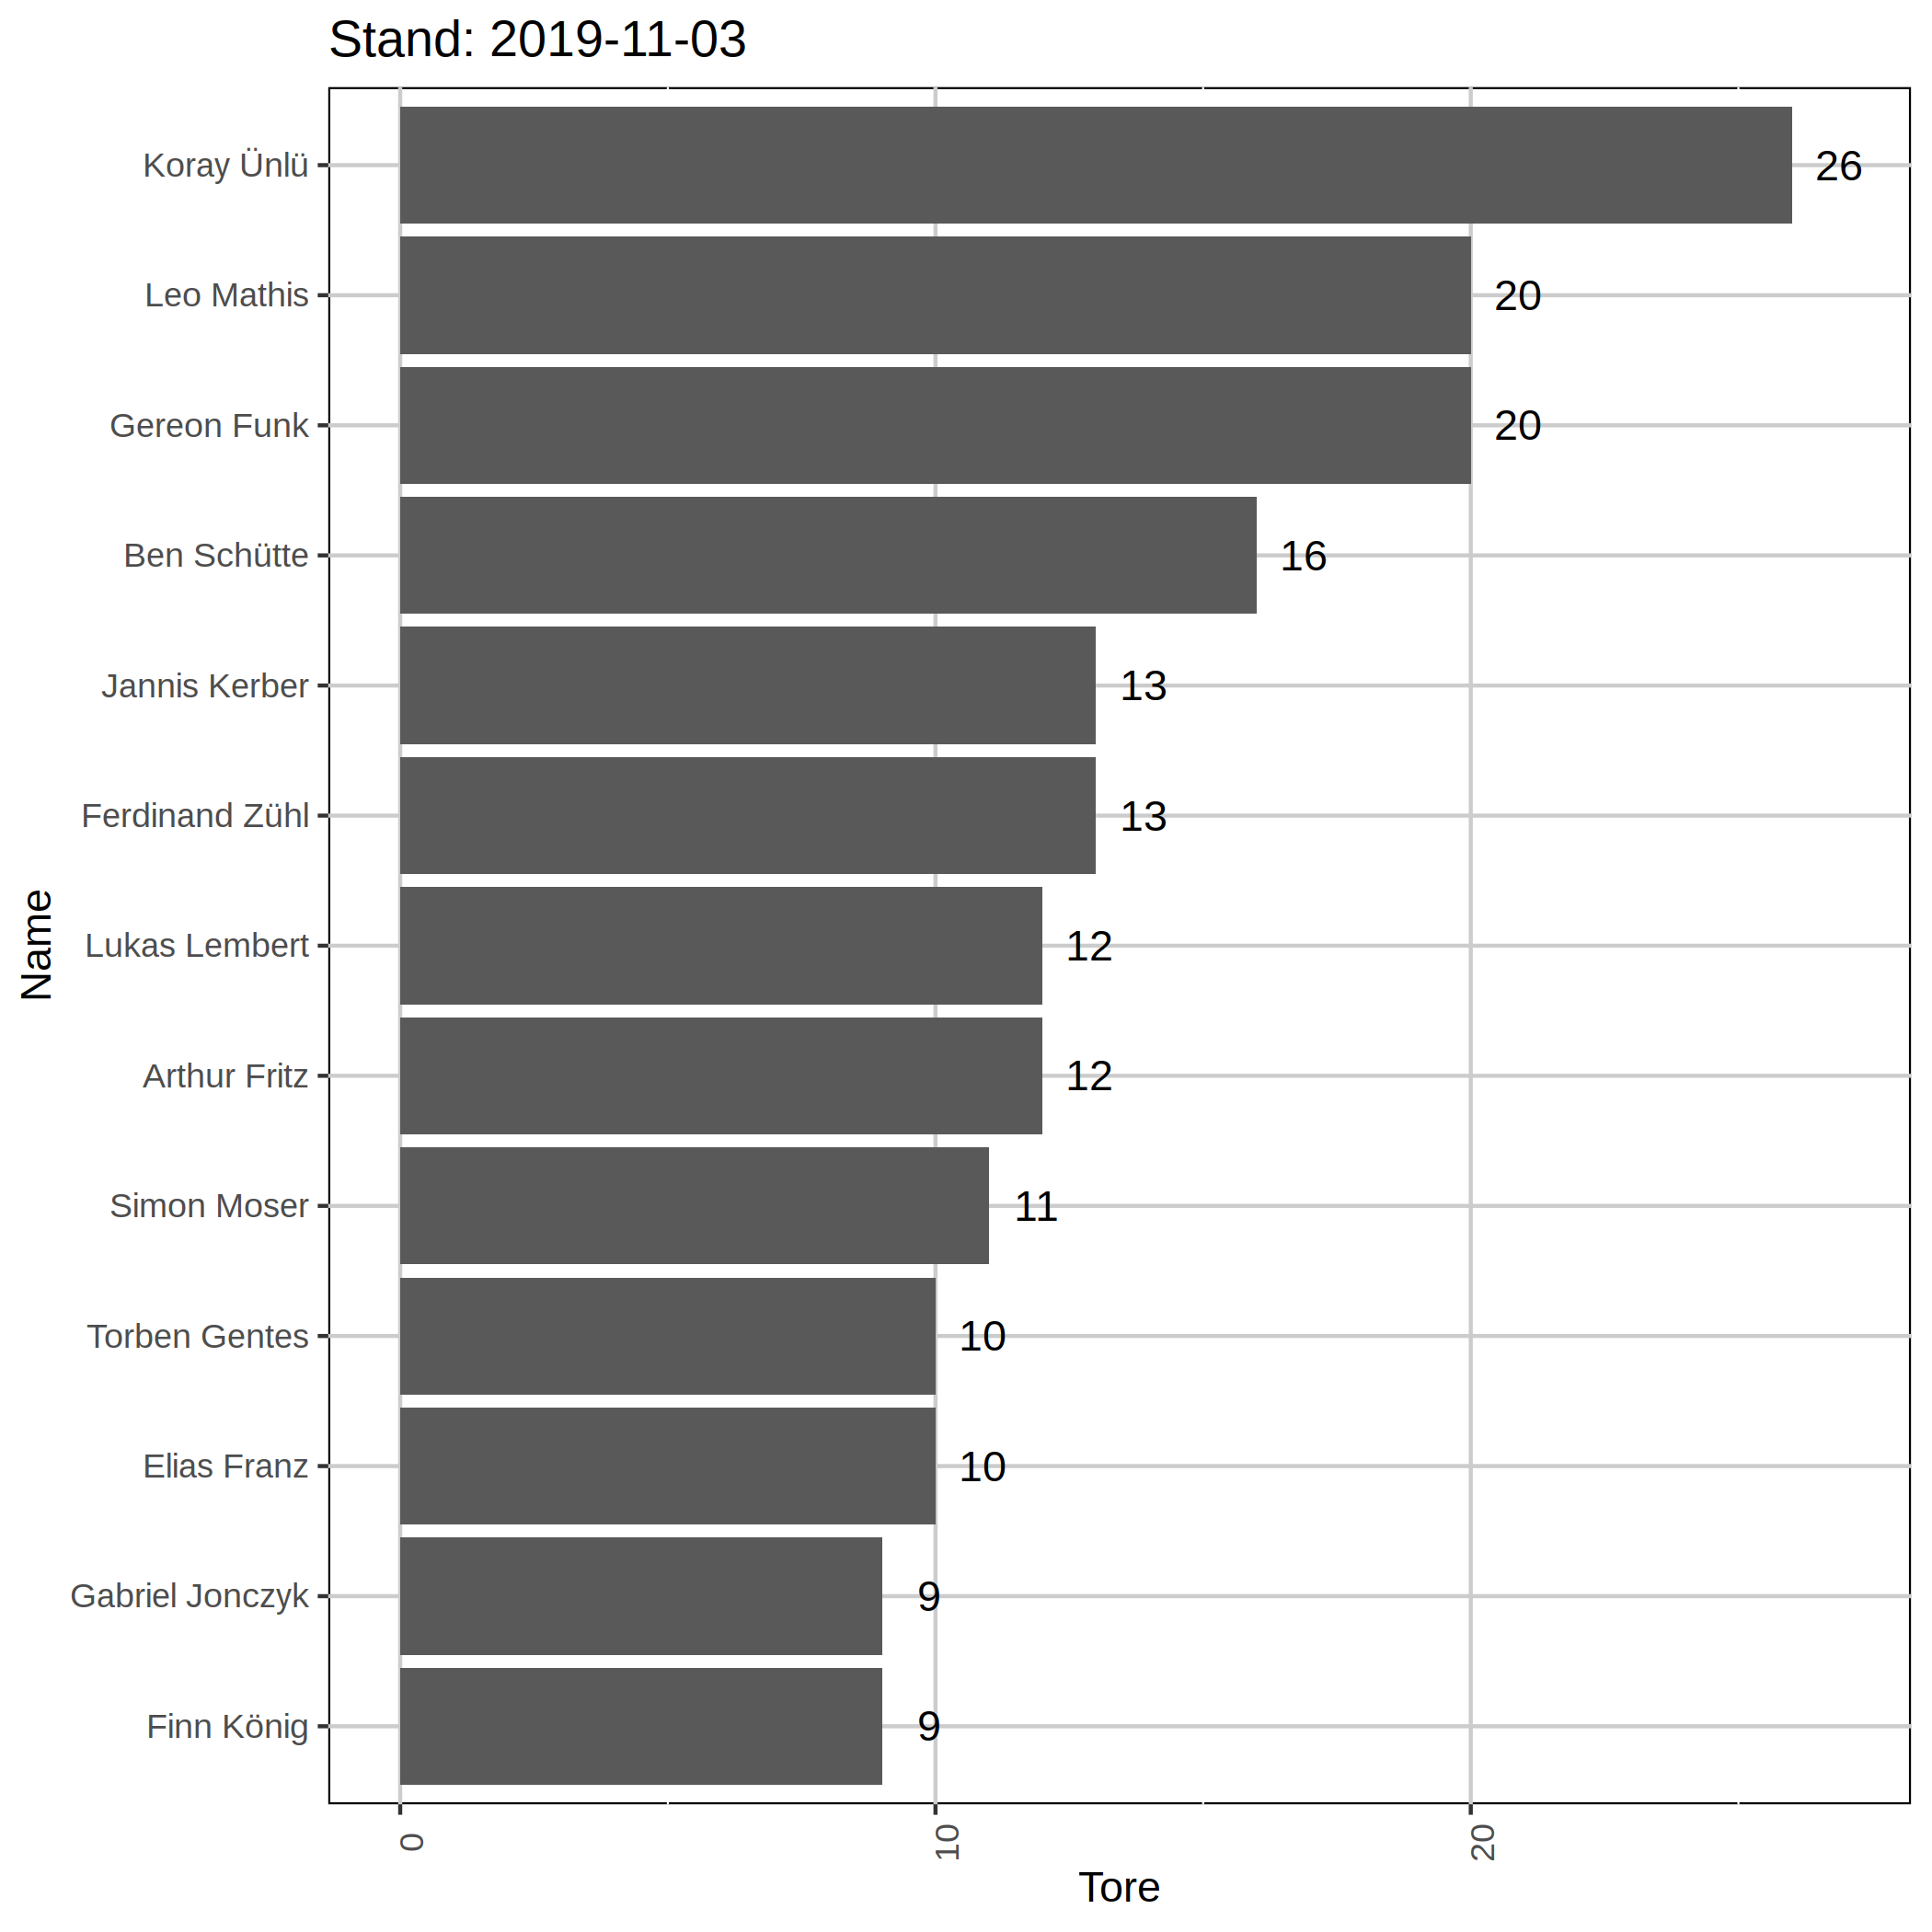 Stand: 2019-11-03
Koray Ünlü 26
Leo Mathis 20
Gereon Funk 20
Ben Schütte 16
Jannis Kerber 13
Ferdinand Zühl 13
Lukas Lembert 12
Arthur Fritz 12
Simon Moser 11
Torben Gentes 10
Elias Franz 10
Gabriel Jonczyk 9
Finn König 9
Name
0 10 20
Tore